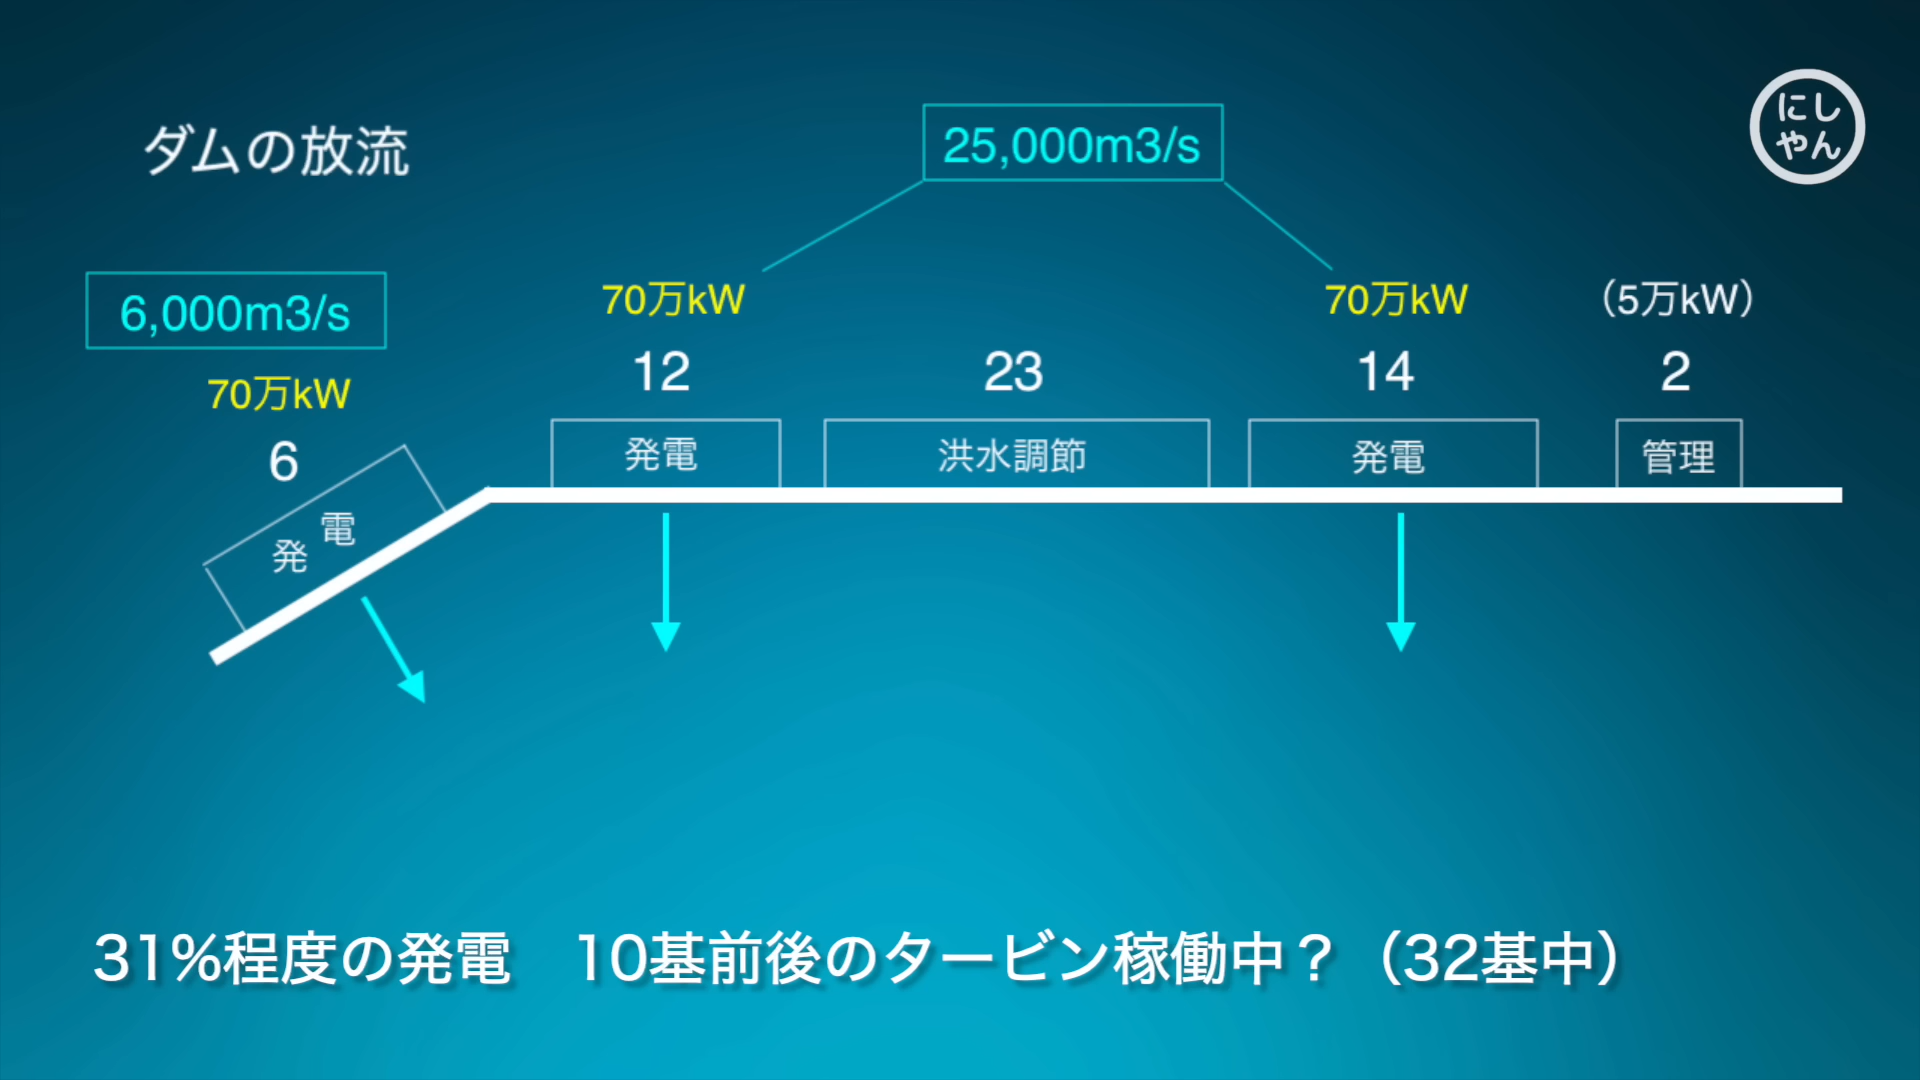 ダムの放流
25,000m3/s
にし
やん
6,000m3/s
70万kW
6
発電
70万kW
12
発電
23
洪水調節
70万kW
14
発電
(5万kW)
2
管理
31%程度の発電　10基前後のタービン稼働中？（32基中）